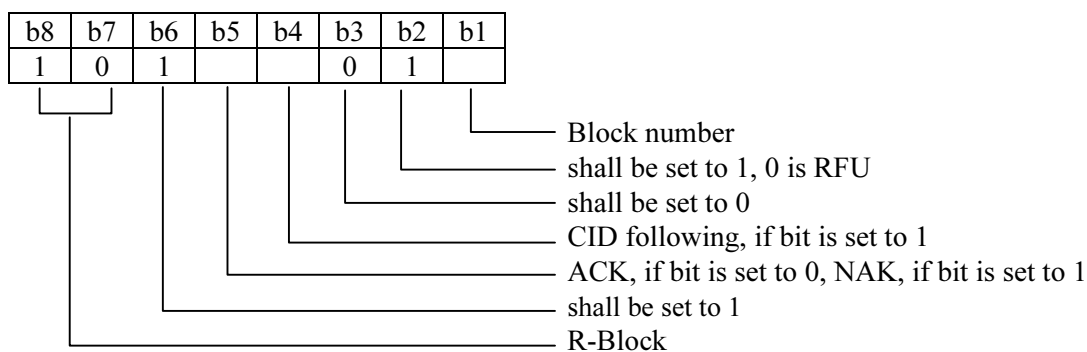 b8 b7 b6 b5 b4 b3 b2 b1
1 0 1 0 1
Block number
shall be set to 1, 0 is RFU
shall be set to 0
CID following, if bit is set to 1
ACK, if bit is set to 0, NAK, if bit is set to 1
shall be set to 1
R-Block